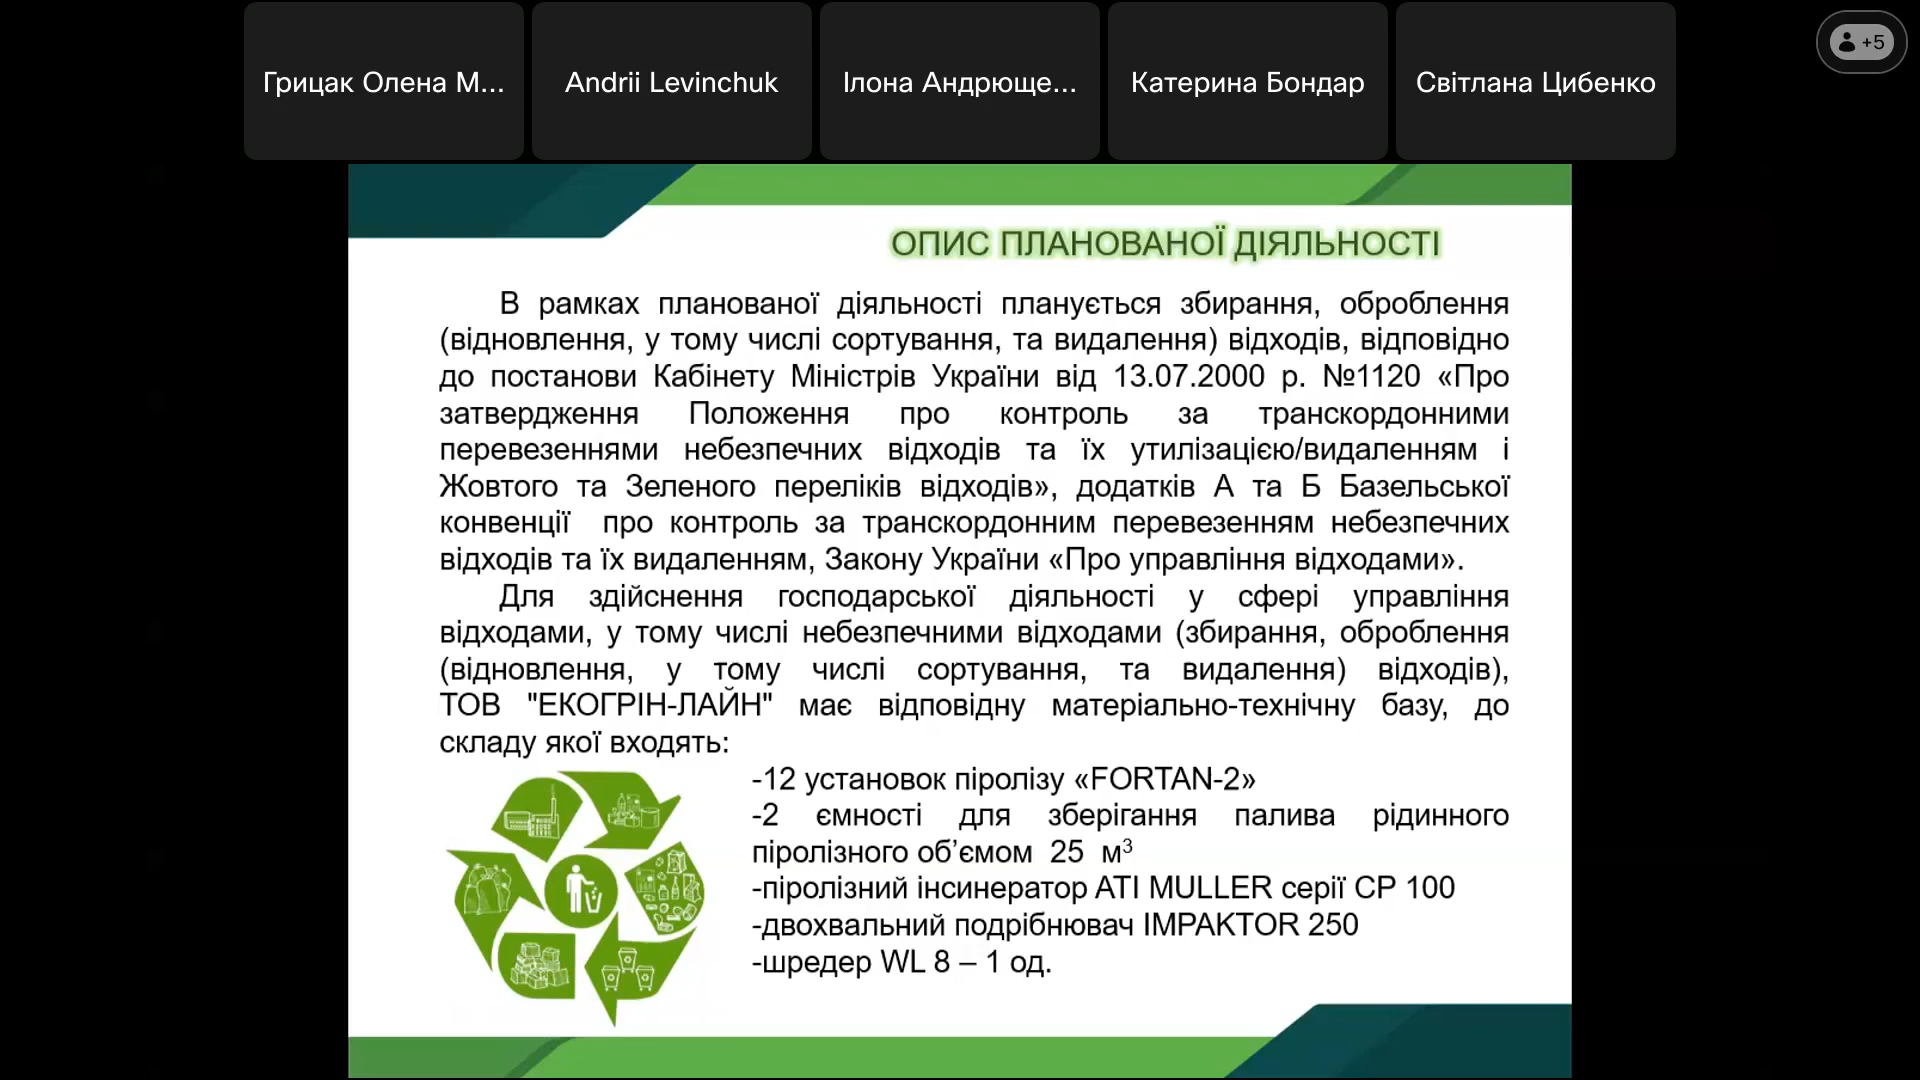 Грицак Олена М...
Andrii Levinchuk
Ілона Андрюще...
Катерина Бондар
Світлана Цибенко
+5
ОПИС ПЛАНОВАНОЇ ДІЯЛЬНОСТІ
В рамках планованої діяльності планується збирання, оброблення
(відновлення, у тому числі сортування, та видалення) відходів, відповідно
до постанови Кабінету Міністрів України від 13.07.2000 р. №1120 «Про
затвердження Положення про контроль за транскордонними
перевезеннями небезпечних відходів та їх утилізацією/видаленням і
Жовтого та Зеленого переліків відходів», додатків А та Б Базельської
конвенції про контроль за транскордонним перевезенням небезпечних
відходів та їх видаленням, Закону України «Про управління відходами».
Для здійснення господарської діяльності у сфері управління
відходами, у тому числі небезпечними відходами (збирання, оброблення
(відновлення, у тому числі сортування, та видалення) відходів),
ТОВ "ЕКОГРІН-ЛАЙН" має відповідну матеріально-технічну базу, до
складу якої входять:
-12 установок піролізу «FORTAN-2»
-2 ємності для зберігання палива рідинного
піролізного об’ємом 25 м³
-піролізний інсинератор ATI MULLER серії CP 100
-двохвальний подрібнювач IMPAKTOR 250
-шредер WL 8 – 1 од.